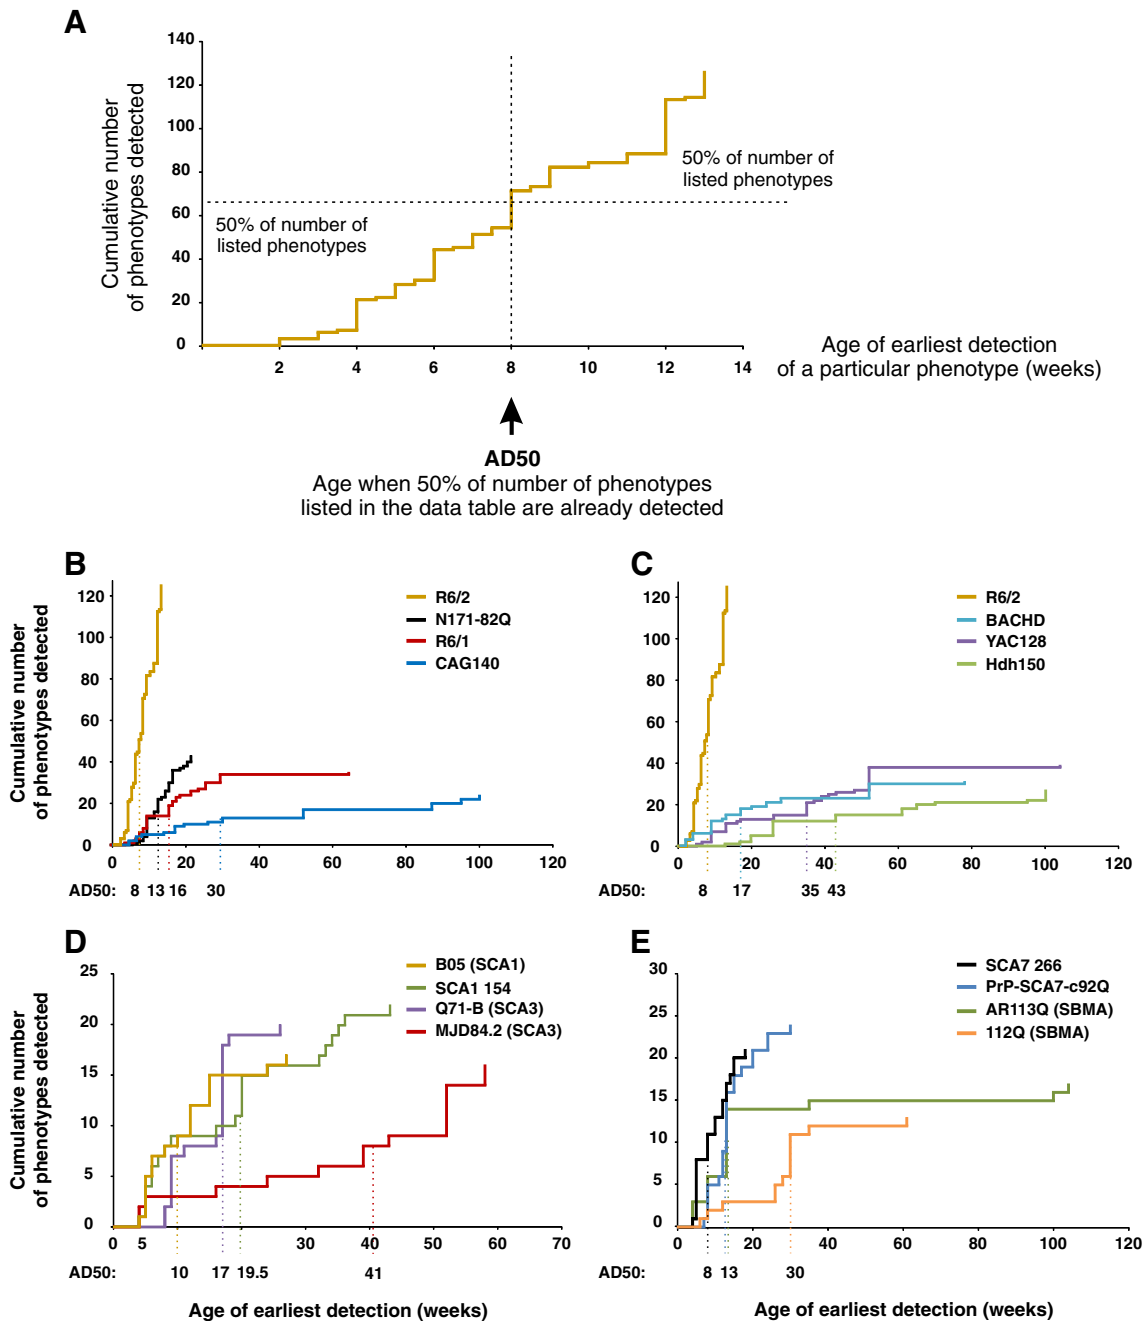 A
Cumulative number
of phenotypes detected
140
120
100
80
60
40
20
0
2 4 6 8 10 12 14
50% of number of
listed phenotypes
50% of number of
listed phenotypes
Age of earliest detection
of a particular phenotype (weeks)
AD50
Age when 50% of number of phenotypes
listed in the data table are already detected
B
Cumulative number
of phenotypes detected
120
100
80
60
40
20
0
0 20 40 60 80 100 120
R6/2
N171-82Q
R6/1
CAG140
AD50: 8 13 16 30
C
120
100
80
60
40
20
0
0 20 40 60 80 100 120
R6/2
BACHD
YAC128
Hdh150
AD50: 8 17 35 43
D
Cumulative number
of phenotypes detected
25
20
15
10
5
0
0 5 30 40 50 60 70
B05 (SCA1)
SCA1 154
Q71-B (SCA3)
MJD84.2 (SCA3)
AD50: 10 17 19.5 41
Age of earliest detection (weeks)
E
30
25
20
15
10
5
0
0 20 40 60 80 100 120
SCA7 266
PrP-SCA7-c92Q
AR113Q (SBMA)
112Q (SBMA)
AD50: 8 13 30
Age of earliest detection (weeks)